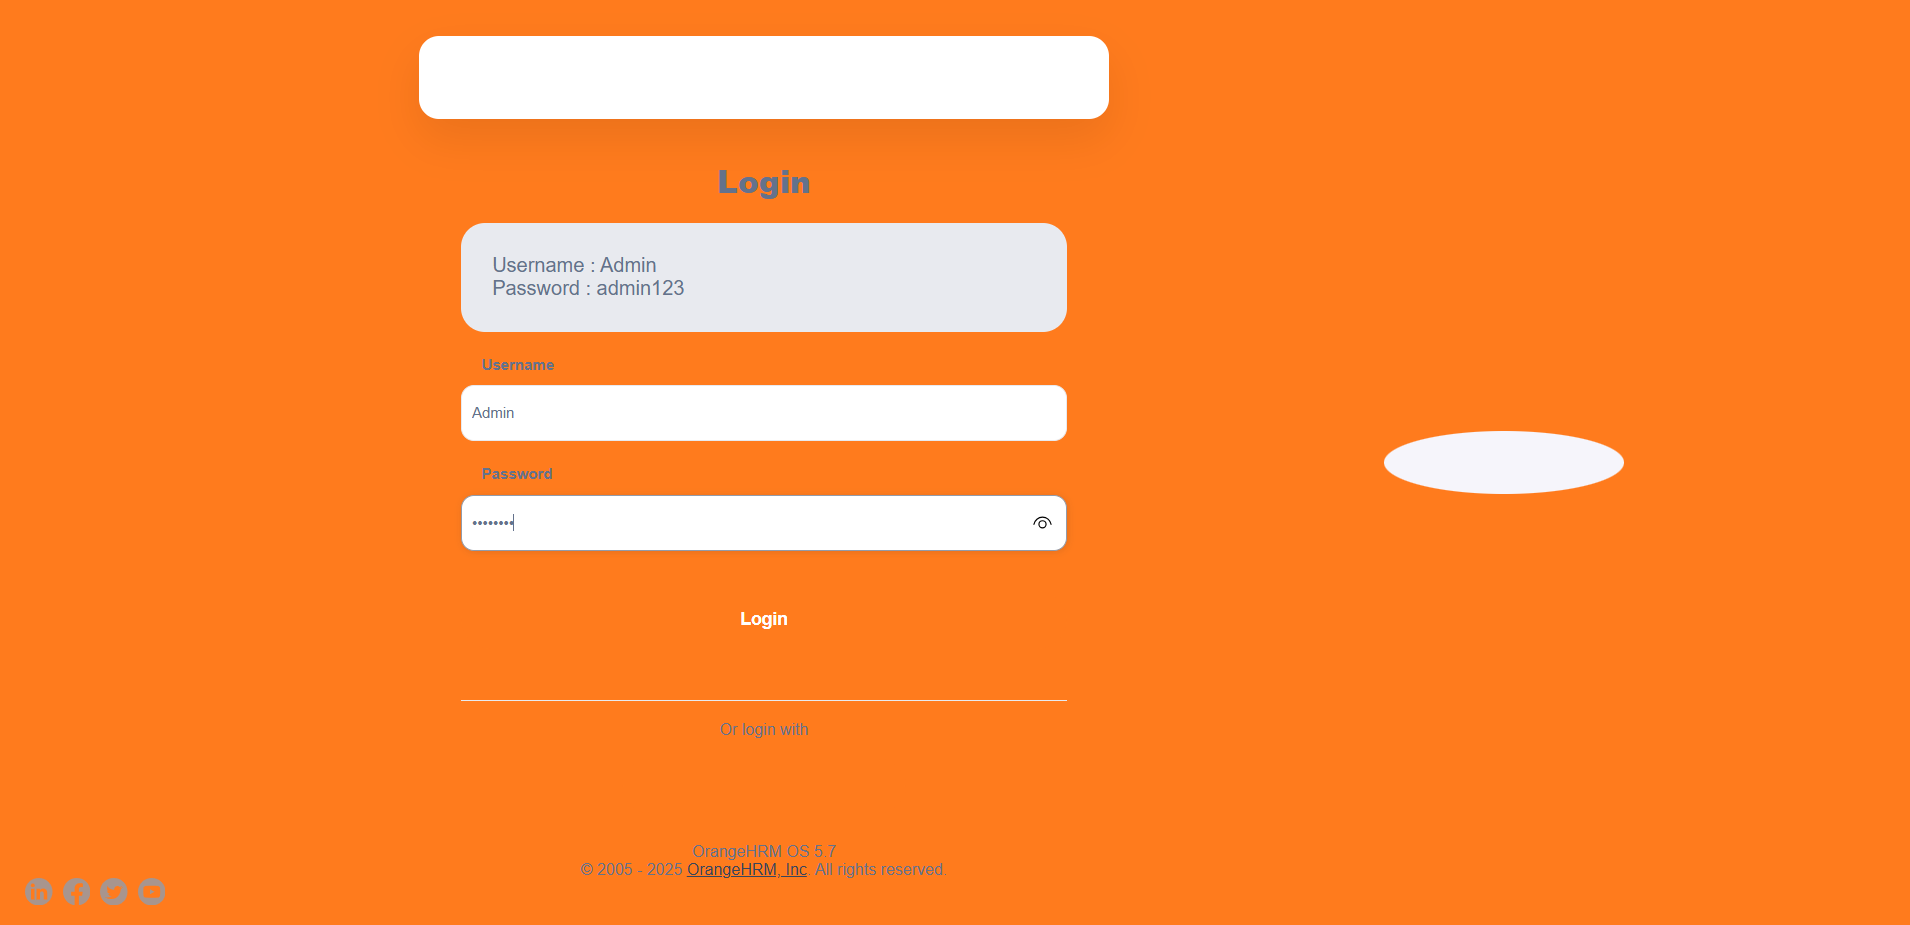 Login
Username : Admin
Password : admin123
Username
Admin
Password
••••••••
Login
Or login with
OrangeHRM OS 5.7
© 2005 - 2025 OrangeHRM, Inc. All rights reserved.